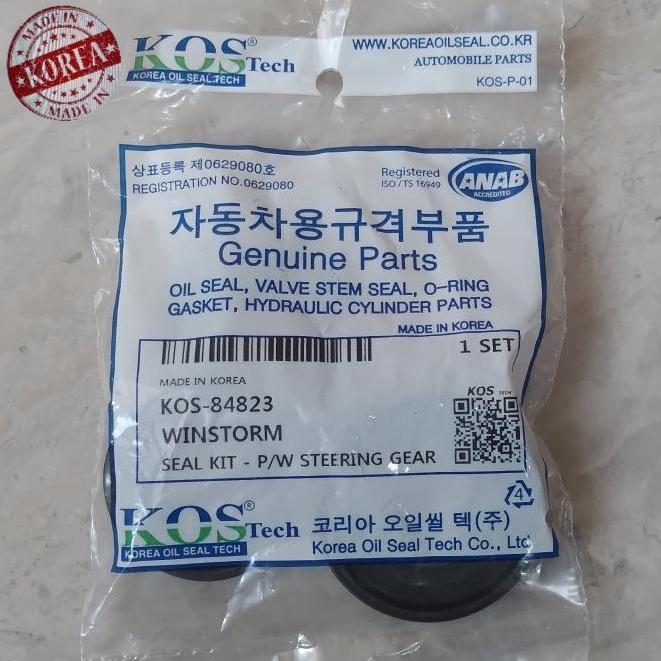 MADE IN
KOREA
MADE IN
KOS® Tech
KOREA OIL SEAL TECH
WWW.KOREAOILSEAL.CO.KR
AUTOMOBILE PARTS
KOS-P-01
상표등록 제0629080호
REGISTRATION NO.0629080
Registered
ISO / TS 16949
ANAB
ACCREDITED
자동차용규격부품
Genuine Parts
OIL SEAL, VALVE STEM SEAL, O-RING
GASKET, HYDRAULIC CYLINDER PARTS
MADE IN KOREA
1 SET
MADE IN KOREA
KOS-84823
WINSTORM
SEAL KIT - P/W STEERING GEAR
KOS TECH
4
KOS® Tech
KOREA OIL SEAL TECH
코리아 오일씰 텍(주)
Korea Oil Seal Tech Co., Ltd